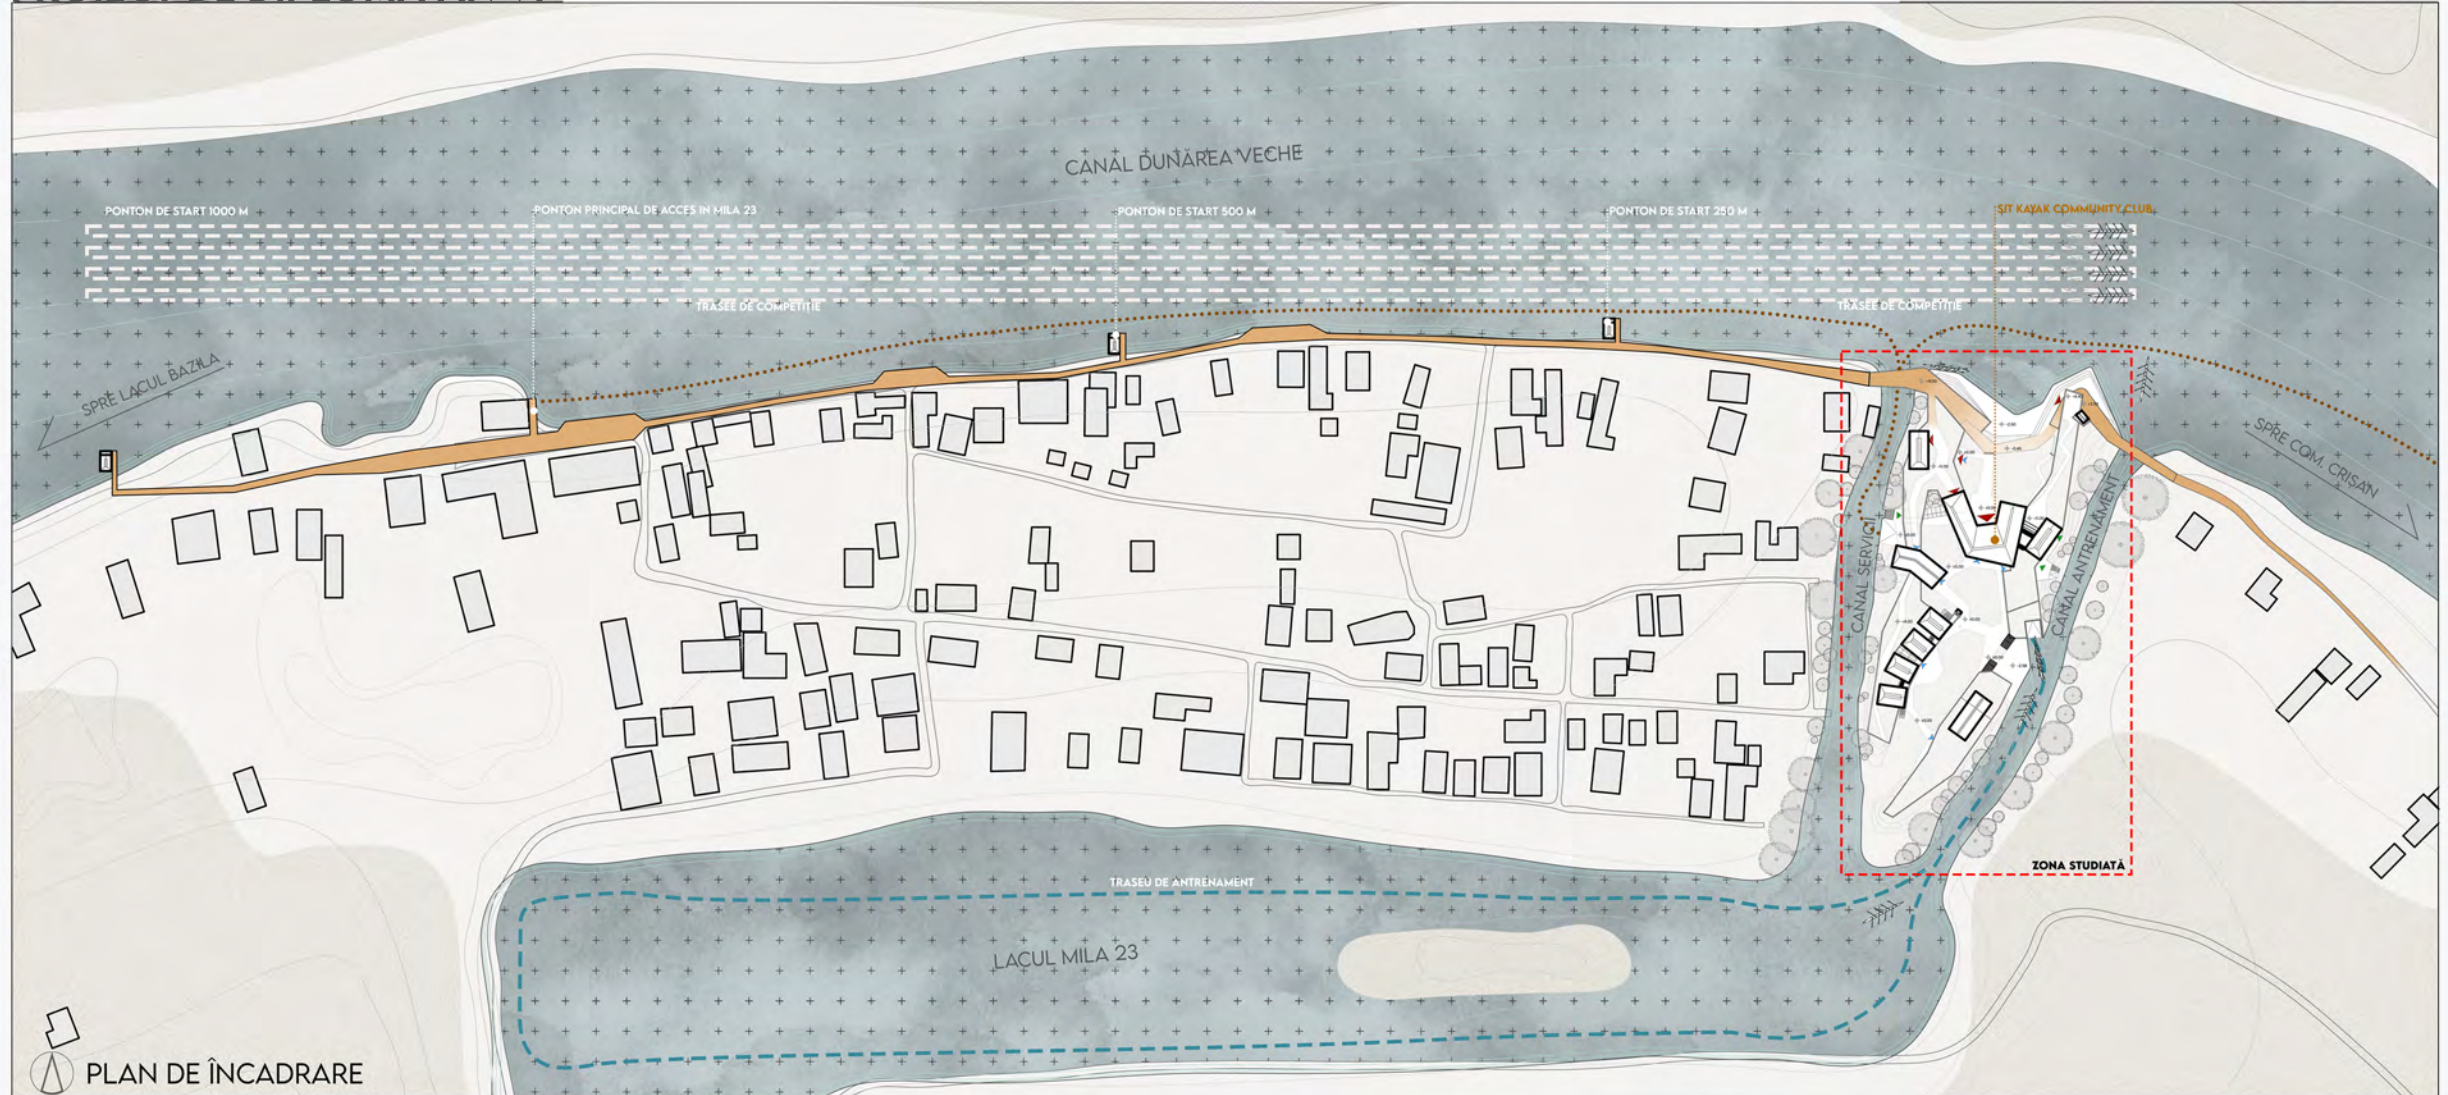 CANAL DUNĂREA VECHE
PONTON DE START 1000 M
PONTON PRINCIPAL DE ACCES IN MILA 23
PONTON DE START 500 M
PONTON DE START 250 M
SIT KAYAK COMMUNITY CLUB
TRASEE DE COMPETIȚIE
TRASEE DE COMPETIȚIE
SPRE LACUL BAZILA
SPRE COM. CRIȘAN
CANAL SERVICII
CANAL ANTRENAMENT
ZONA STUDIATĂ
TRASEU DE ANTRENAMENT
LACUL MILA 23
PLAN DE ÎNCADRARE